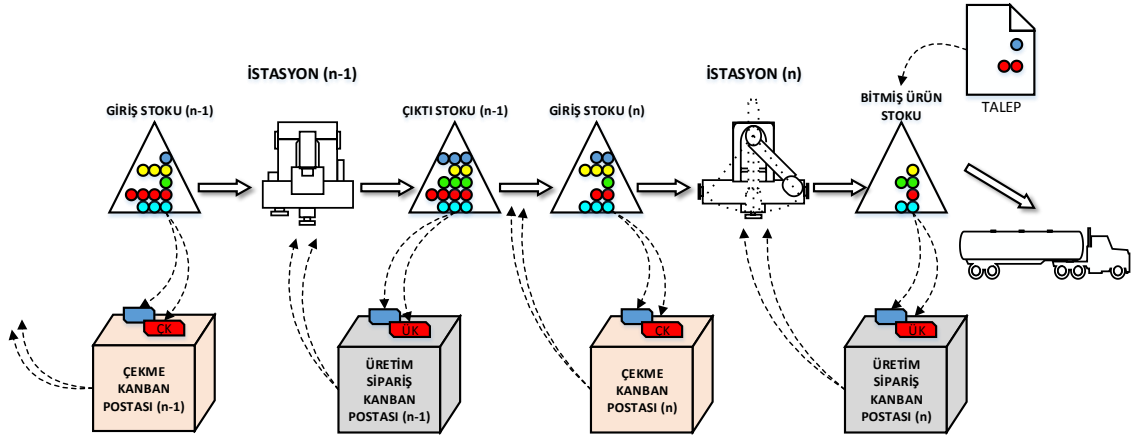 İSTASYON (n-1)
İSTASYON (n)
TALEP
GİRİŞ STOKU (n-1)
ÇIKTI STOKU (n-1)
GİRİŞ STOKU (n)
BİTMİŞ ÜRÜN
STOKU
ÇK
ÜK
ÇK
ÜK
ÇEKME
KANBAN
POSTASI (n-1)
ÜRETİM
SİPARİŞ
KANBAN
POSTASI
(n-1)
ÇEKME
KANBAN
POSTASI (n)
ÜRETİM
SİPARİŞ
KANBAN
POSTASI (n)